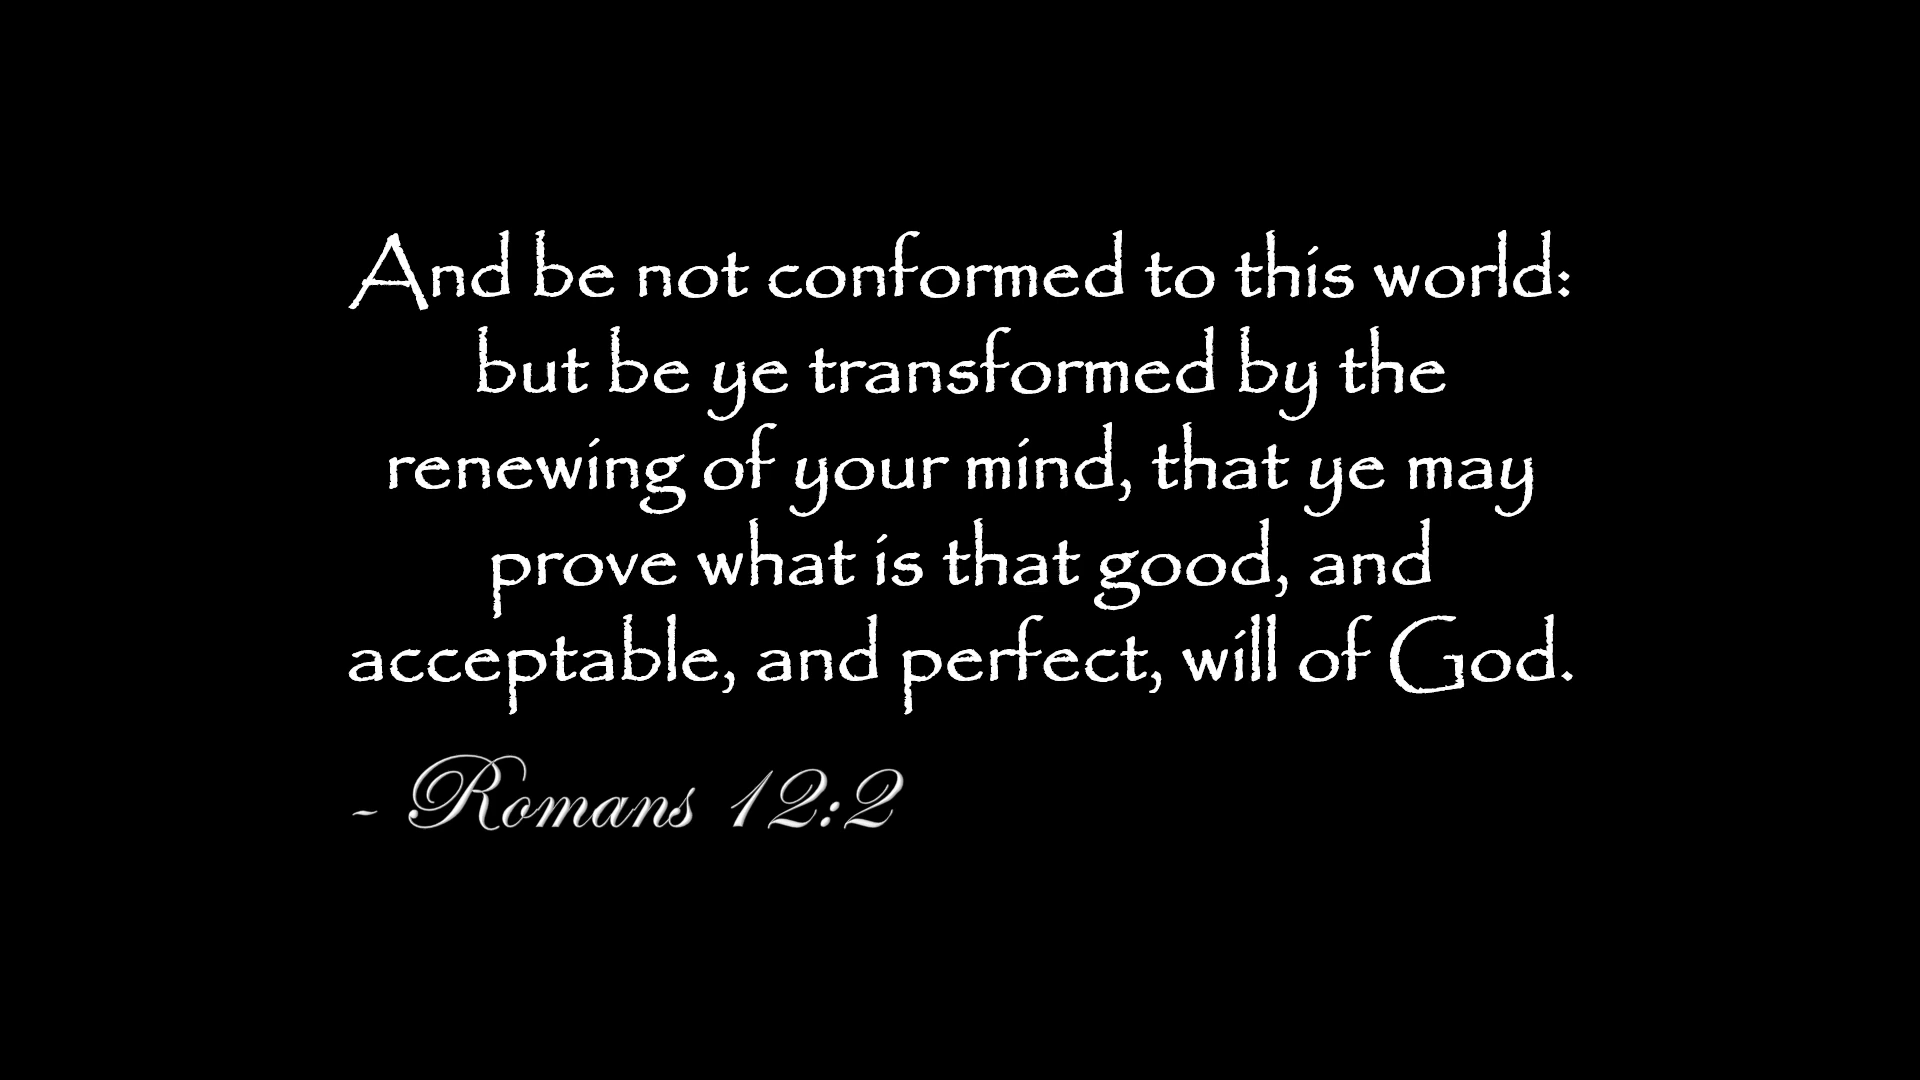 And be not conformed to this world:
but be ye transformed by the
renewing of your mind, that ye may
prove what is that good, and
acceptable, and perfect, will of God.
- Romans 12:2